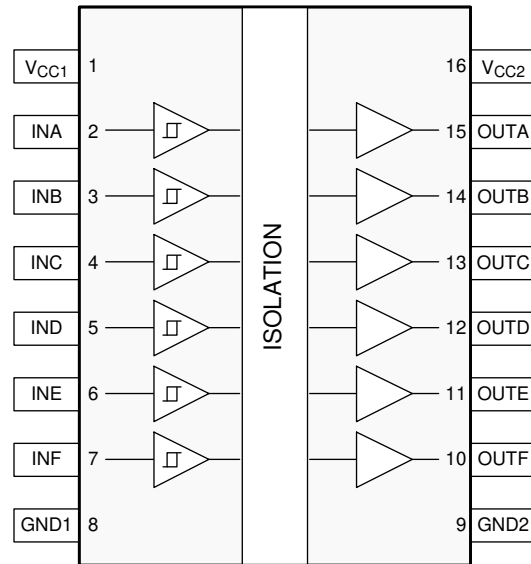 VCC1 1 16 VCC2
INA 2 15 OUTA
INB 3 14 OUTB
INC 4 13 OUTC
IND 5 12 OUTD
INE 6 11 OUTE
INF 7 10 OUTF
GND1 8 9 GND2
ISOLATION